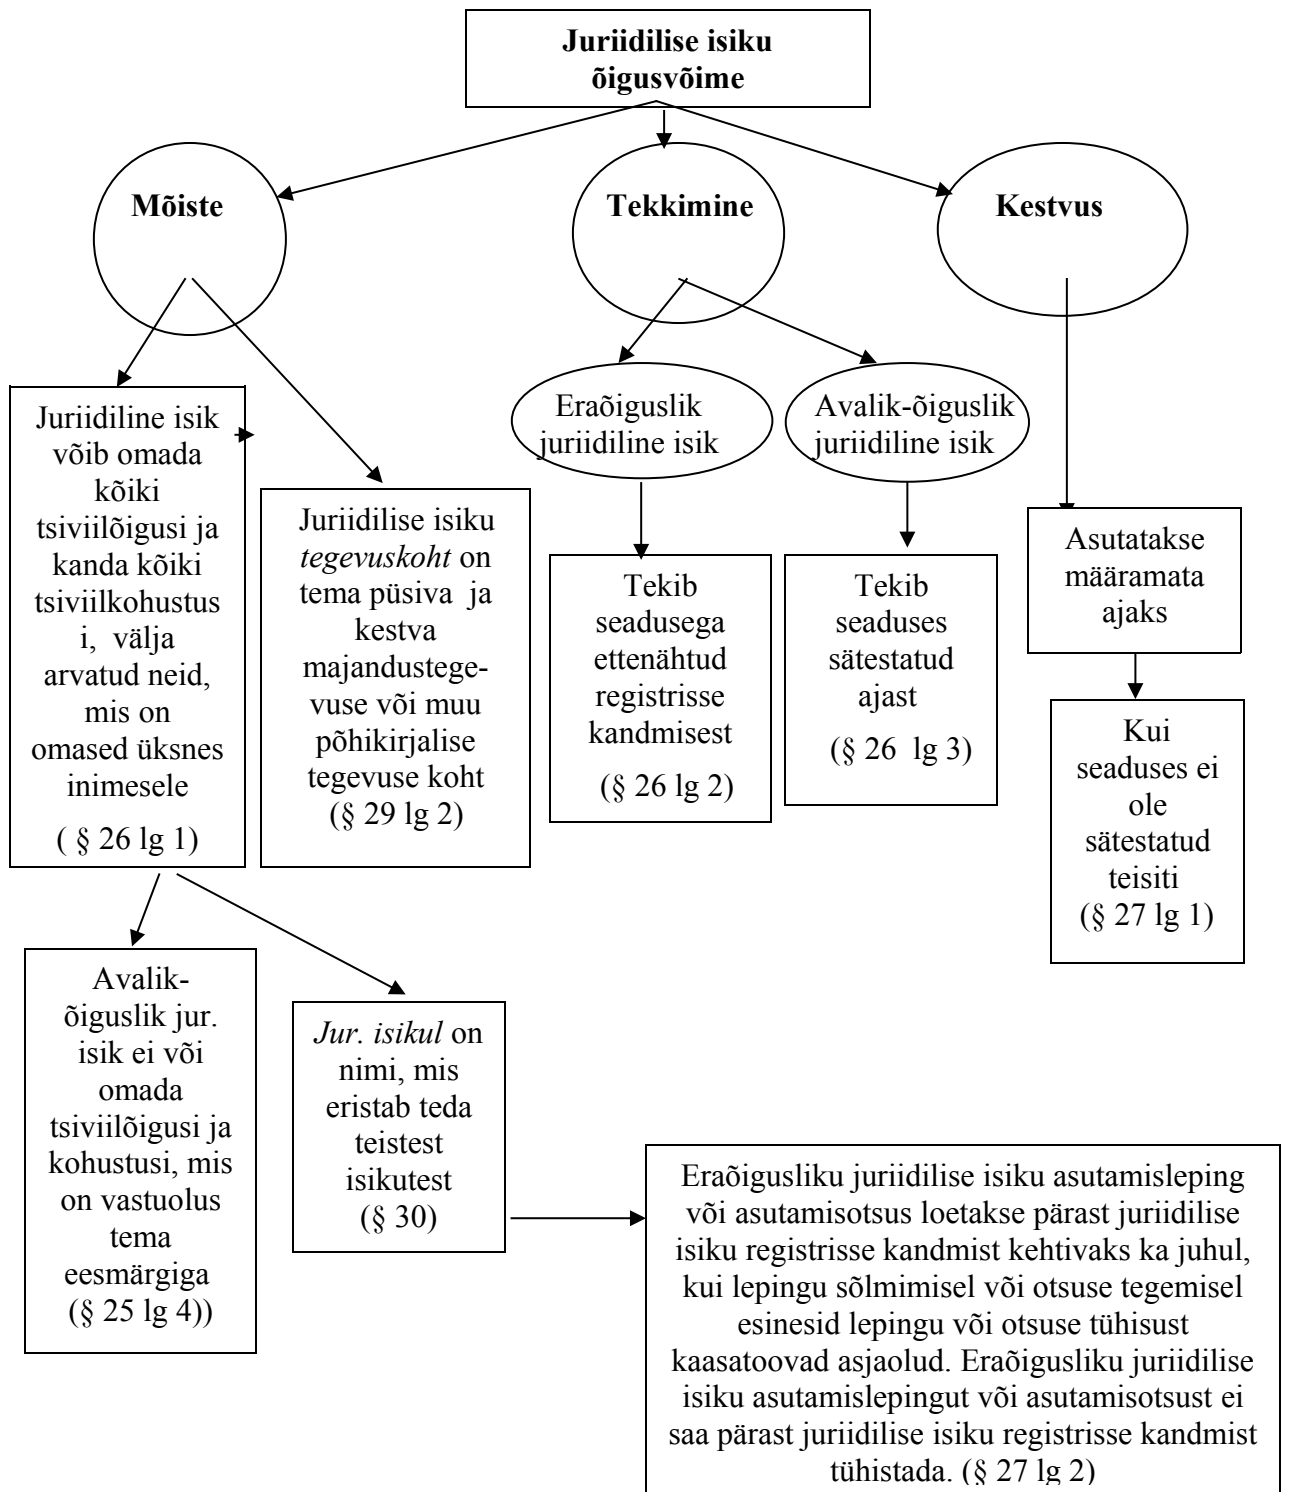 Juriidilise isiku
õigusvõime
Mõiste
Tekkimine
Kestvus
Eraõiguslik
juriidiline isik
Avalik-õiguslik
juriidiline isik
Juriidiline isik
võib omada
kõiki
tsiviilõigusi ja
kanda kõiki
tsiviilkohustus
i, välja
arvatud neid,
mis on
omased üksnes
inimesele
( § 26 lg 1)
Juriidilise isiku
tegevuskoht on
tema püsiva ja
kestva
majandustege-
vuse või muu
põhikirjalise
tegevuse koht
(§ 29 lg 2)
Tekib
seadusega
ettenähtud
registrisse
kandmisest
(§ 26 lg 2)
Tekib
seaduses
sätestatud
ajast
(§ 26 lg 3)
Asutatakse
määramata
ajaks
Kui
seaduses ei
ole
sätestatud
teisiti
(§ 27 lg 1)
Avalik-
õiguslik jur.
isik ei või
omada
tsiviilõigusi ja
kohustusi, mis
on vastuolus
tema
eesmärgiga
(§ 25 lg 4))
Jur. isikul on
nimi, mis
eristab teda
teistest
isikutest
(§ 30)
Eraõigusliku juriidilise isiku asutamisleping
või asutamisotsus loetakse pärast juriidilise
isiku registrisse kandmist kehtivaks ka juhul,
kui lepingu sõlmimisel või otsuse tegemisel
esinesid lepingu või otsuse tühisust
kaasatoovad asjaolud. Eraõigusliku juriidilise
isiku asutamislepingut või asutamisotsust ei
saa pärast juriidilise isiku registrisse kandmist
tühistada. (§ 27 lg 2)